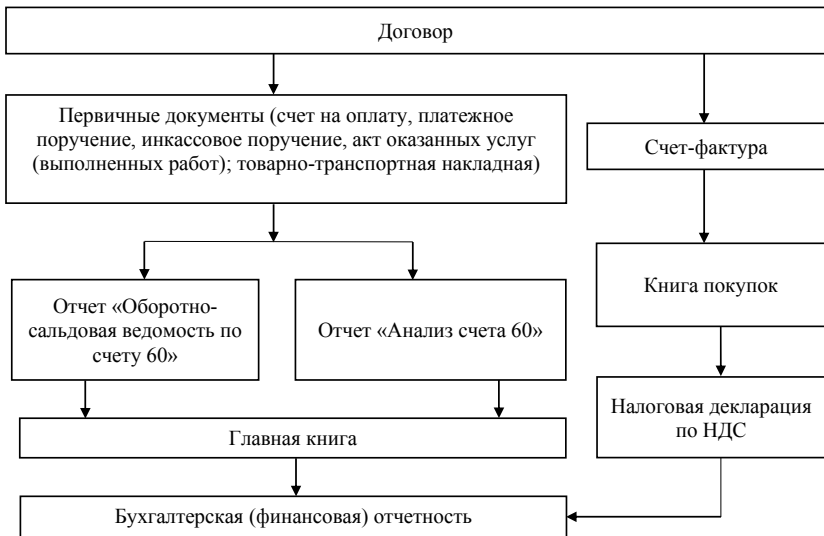 Договор
Первичные документы (счет на оплату, платежное
поручение, инкассовое поручение, акт оказанных услуг
(выполненных работ); товарно-транспортная накладная)
Счет-фактура
Книга покупок
Отчет «Оборотно-
сальдовая ведомость по
счету 60»
Отчет «Анализ счета 60»
Налоговая декларация
по НДС
Главная книга
Бухгалтерская (финансовая) отчетность